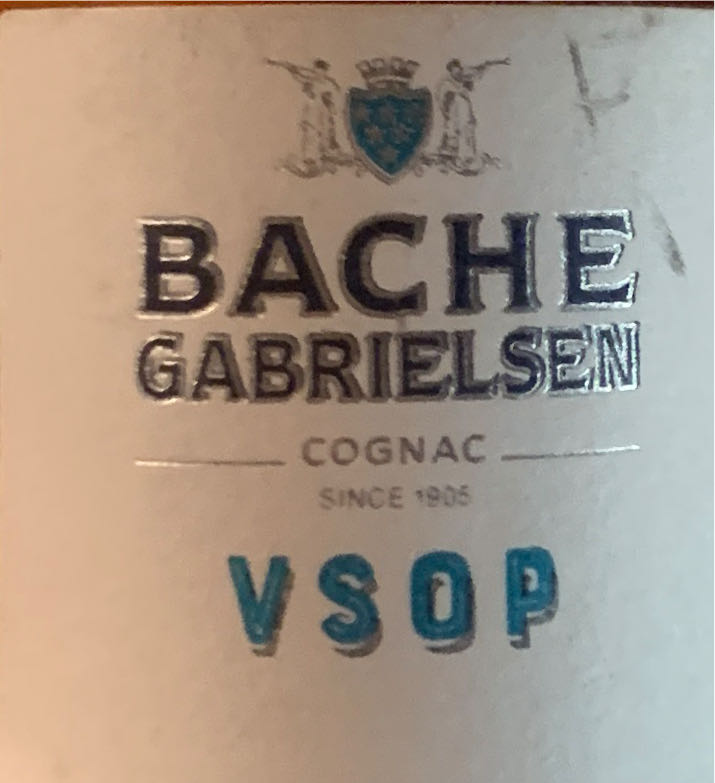 BACHE
GABRIELSEN
COGNAC
SINCE 1905
VSOP